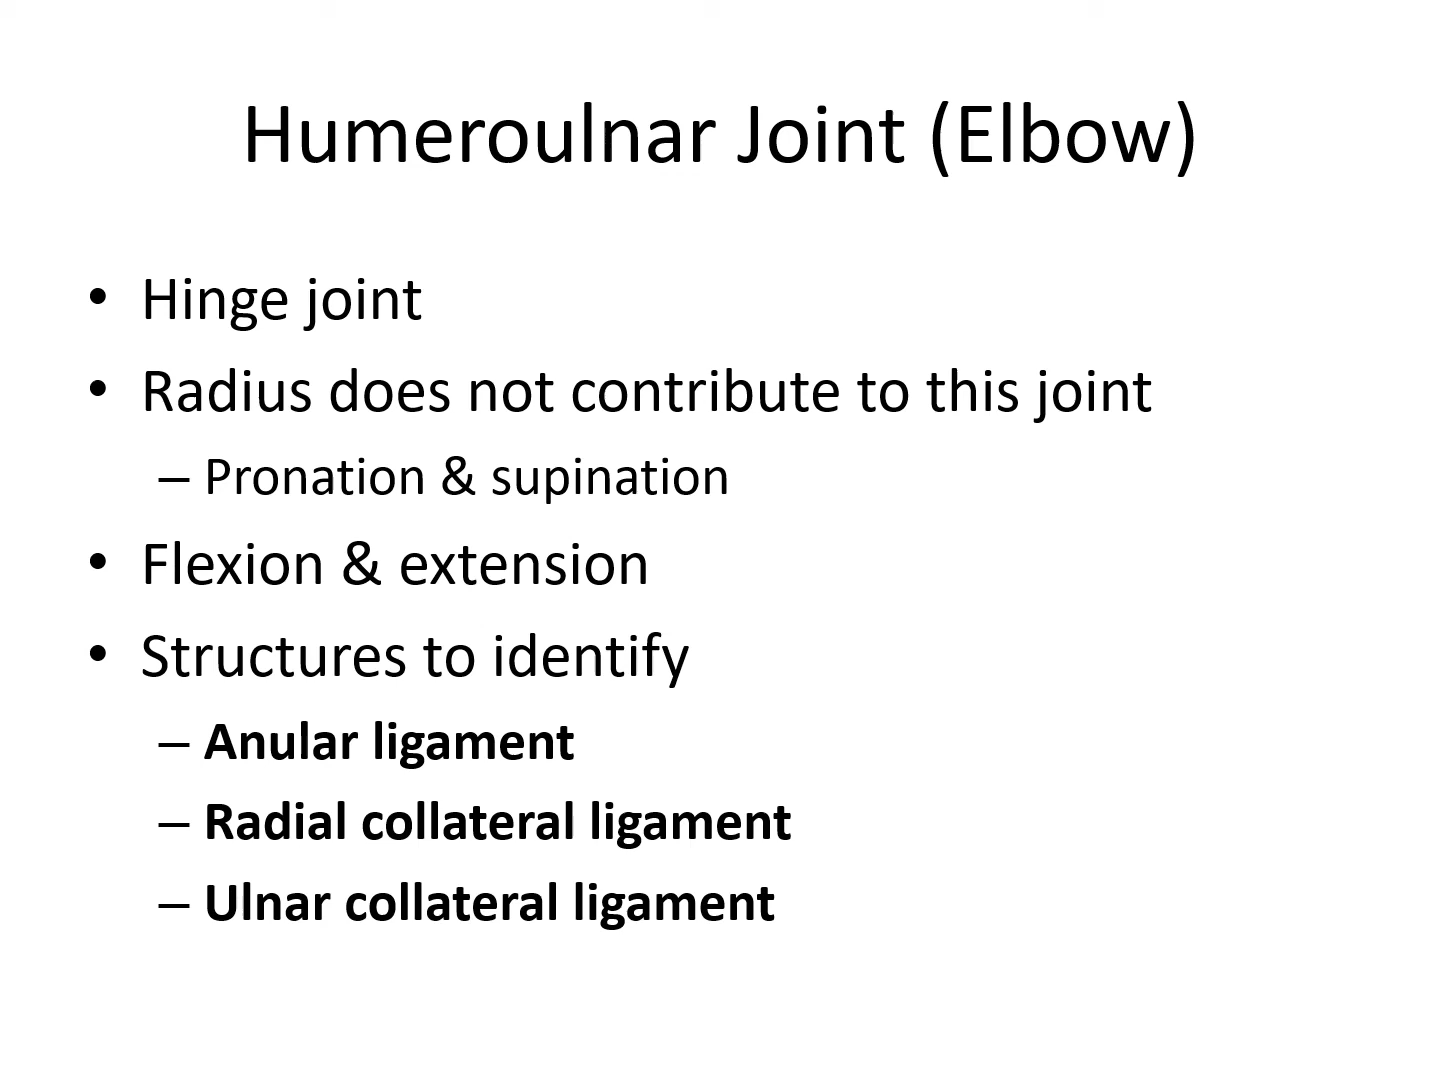 Humeroulnar Joint (Elbow)
• Hinge joint
• Radius does not contribute to this joint
– Pronation & supination
• Flexion & extension
• Structures to identify
– Anular ligament
– Radial collateral ligament
– Ulnar collateral ligament